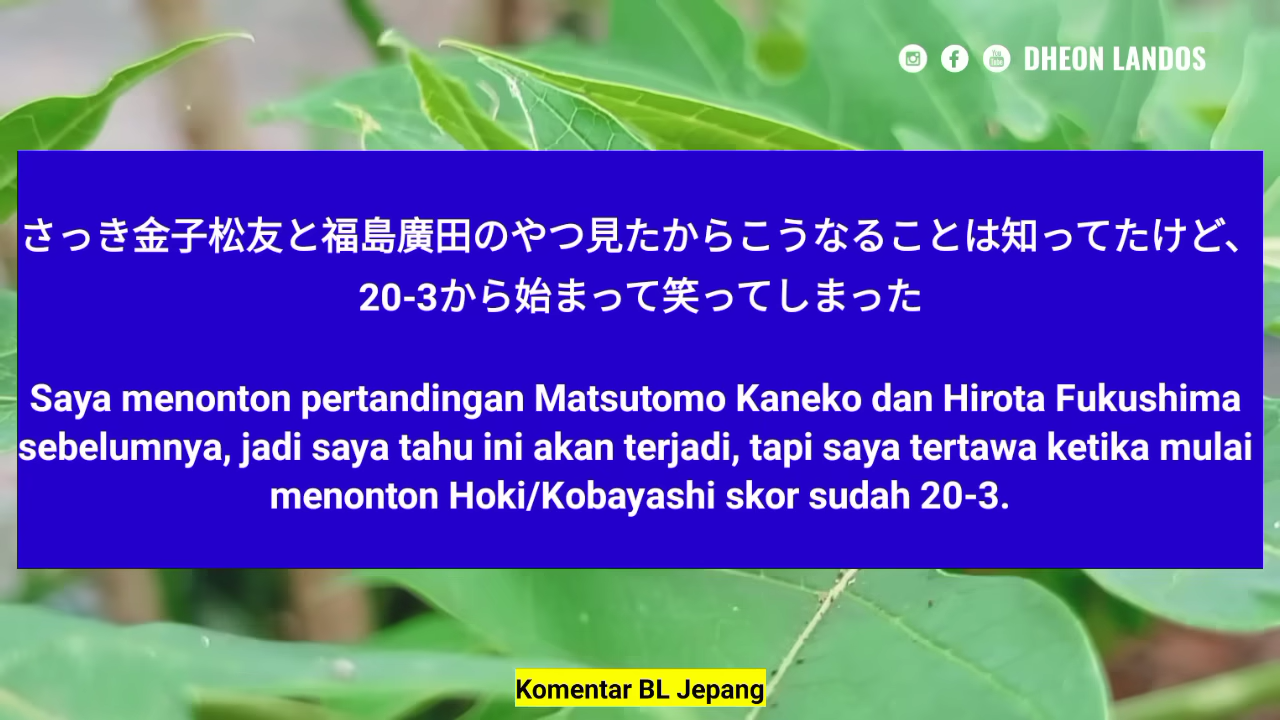 DHEON LANDOS
さっき金子松友と福島廣田のやつ見たからこうなることは知ってたけど、
20-3から始まって笑ってしまった
Saya menonton pertandingan Matsutomo Kaneko dan Hirota Fukushima
sebelumnya, jadi saya tahu ini akan terjadi, tapi saya tertawa ketika mulai
menonton Hoki/Kobayashi skor sudah 20-3.
Komentar BL Jepang